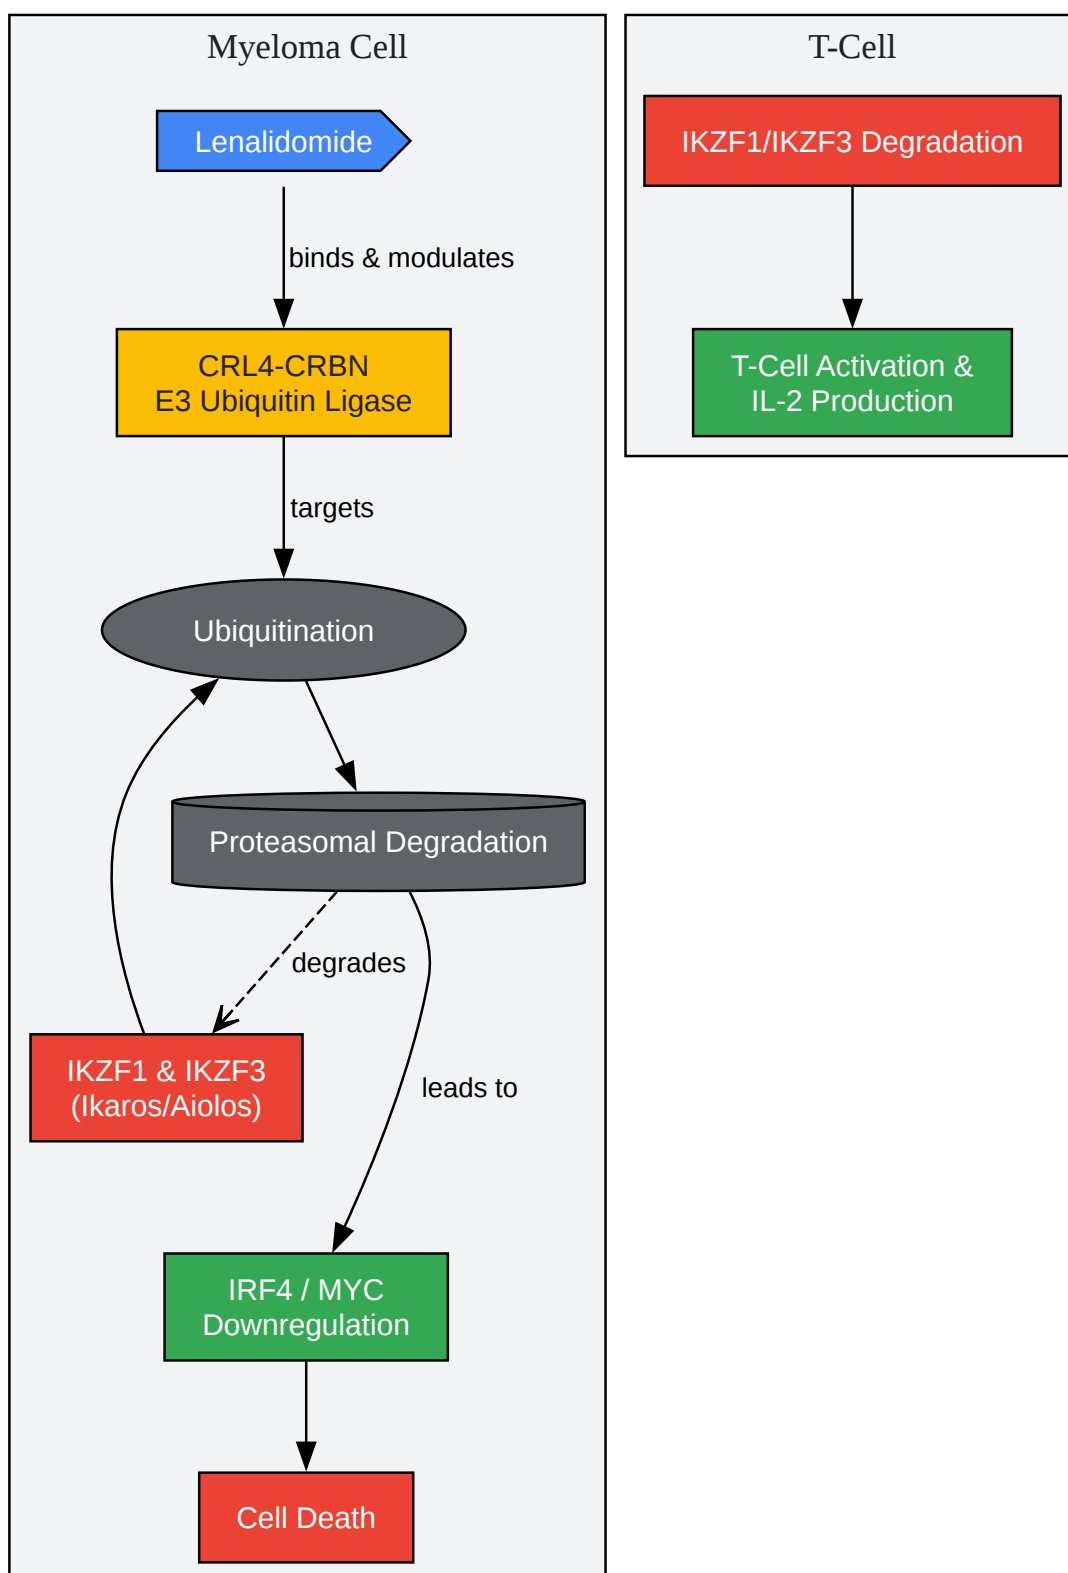 Myeloma Cell
Lenalidomide
binds & modulates
CRL4-CRBN
E3 Ubiquitin Ligase
targets
Ubiquitination
Proteasomal Degradation
degrades
IKZF1 & IKZF3
(Ikaros/Aiolos)
leads to
IRF4 / MYC
Downregulation
Cell Death
T-Cell
IKZF1/IKZF3 Degradation
T-Cell Activation &
IL-2 Production